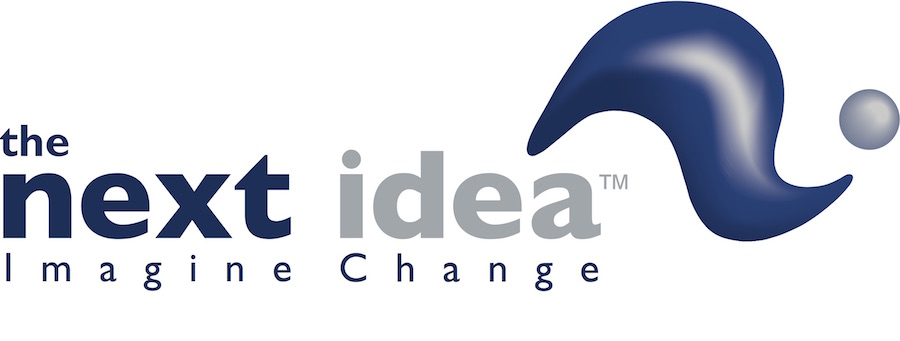 the
next idea™
Imagine Change